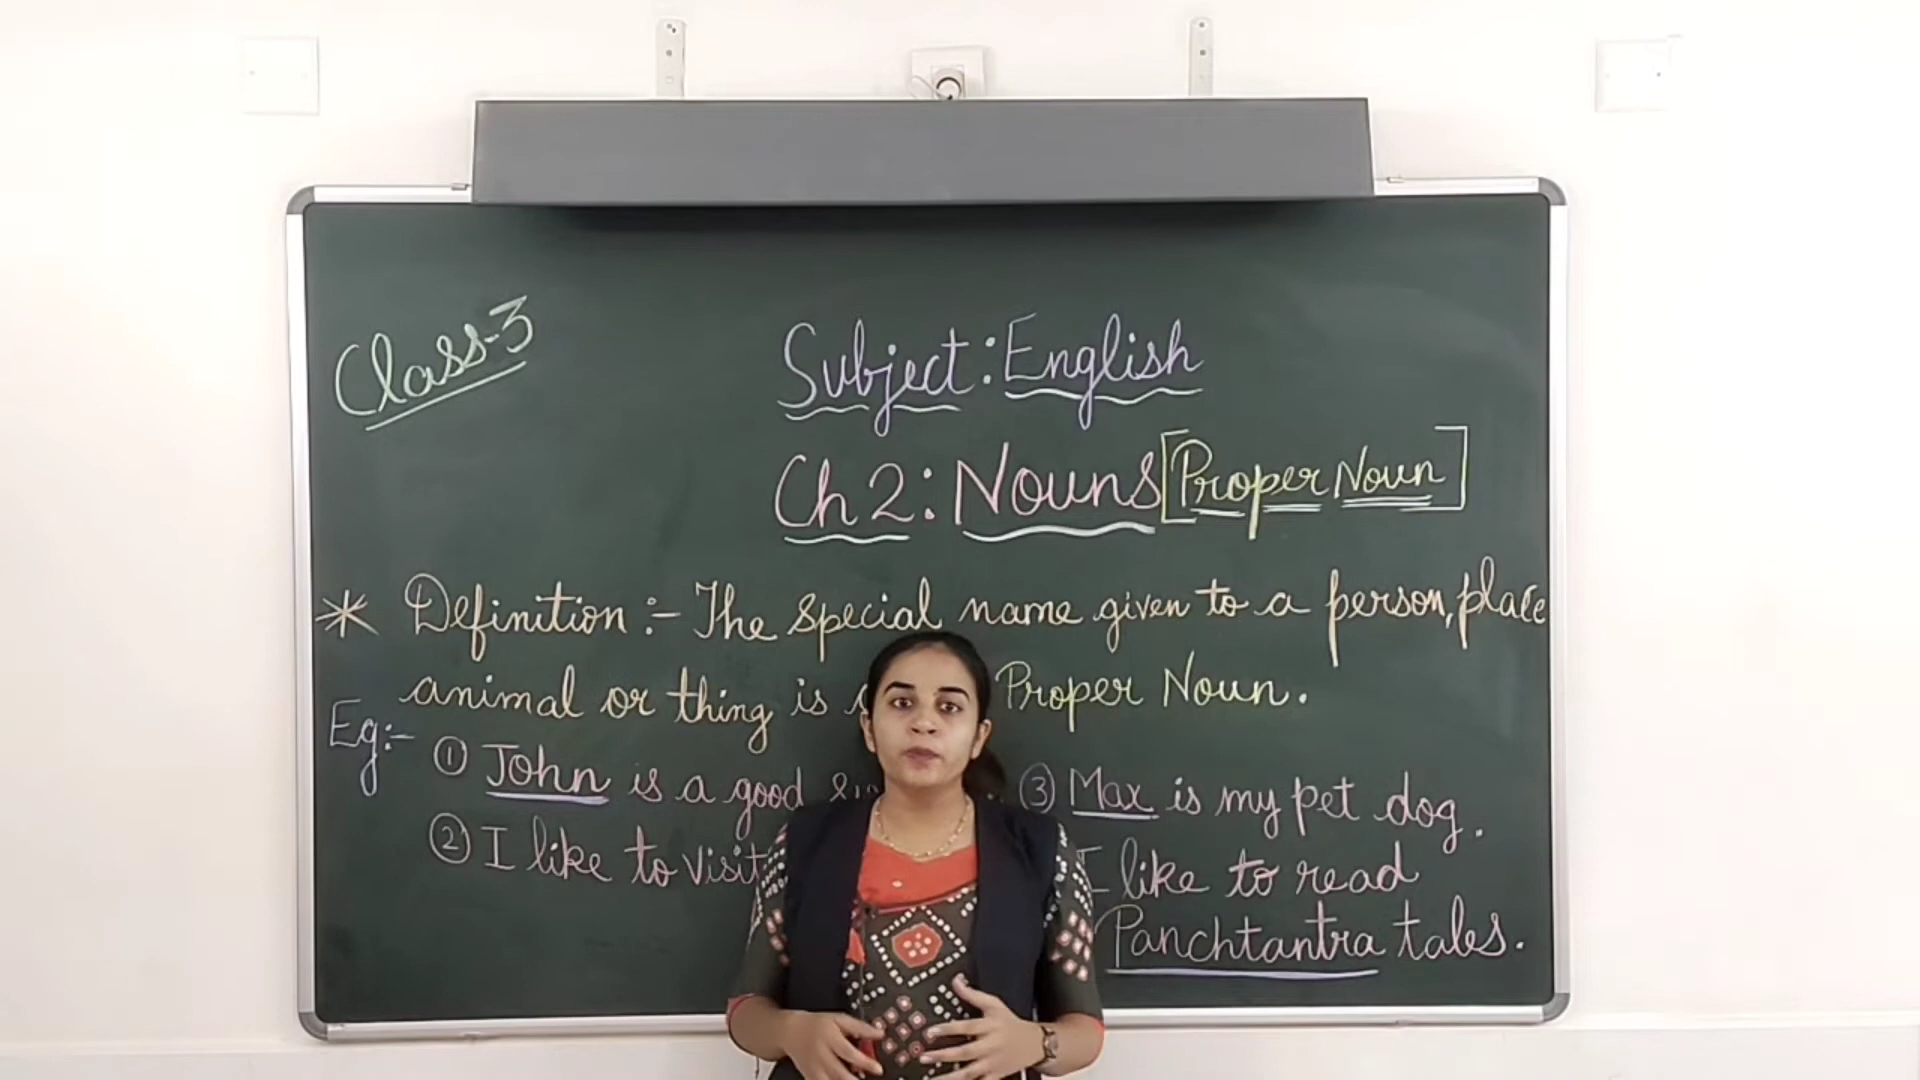 Class-3
Subject: English
Ch 2: Nouns [Proper Noun]
* Definition :- The special name given to a person, place
animal or thing is Proper Noun.
Eg:-
① John is a good
② I like to visit
③ Max is my pet dog.
I like to read
Panchtantra tales.